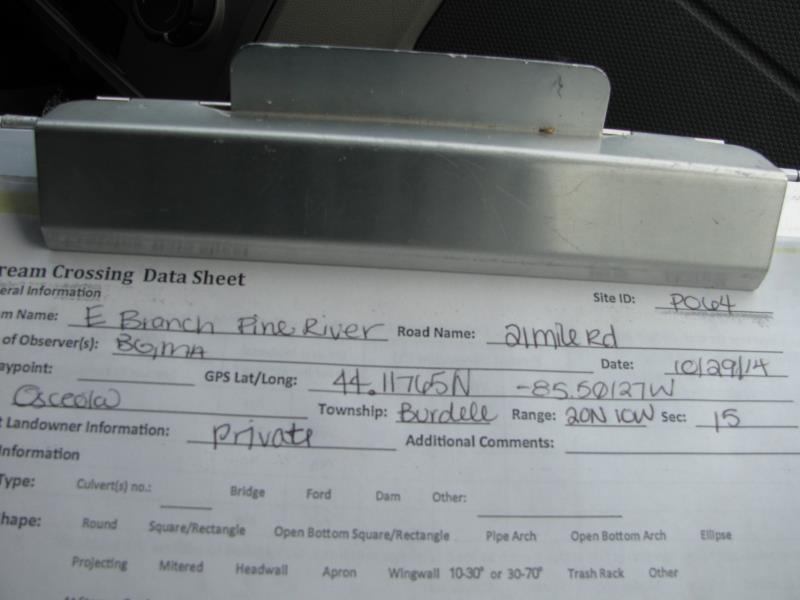 ream Crossing Data Sheet
eral Information Site ID: PO64
m Name: E Branch Pine River Road Name: 21 mile Rd
of Observer(s): BG, MA Date: 10/29/14
aypoint: GPS Lat/Long: 44.11765N -85.50127W
Osceola Township: Burdell Range: 20N 10W Sec: 15
t Landowner Information: private Additional Comments:
Information
Type: Culvert(s) no.: Bridge Ford Dam Other:
hape: Round Square/Rectangle Open Bottom Square/Rectangle Pipe Arch Open Bottom Arch Ellipse
Projecting Mitered Headwall Apron Wingwall 10-30° or 30-70° Trash Rack Other